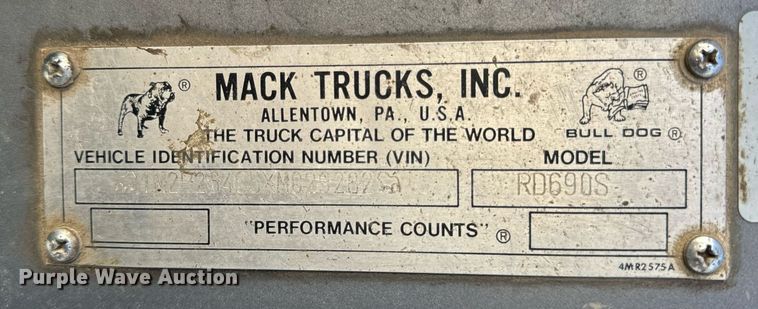 MACK TRUCKS, INC.
ALLENTOWN, PA., U.S.A.
THE TRUCK CAPITAL OF THE WORLD
BULL DOG ®
VEHICLE IDENTIFICATION NUMBER (VIN)
MODEL
RD690S
"PERFORMANCE COUNTS" ®
4MR2575A
Purple Wave Auction